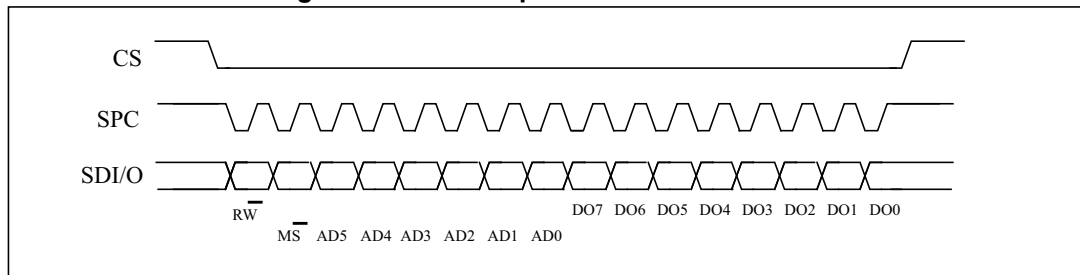 CS
SPC
SDI/O
RW DO7 DO6 DO5 DO4 DO3 DO2 DO1 DO0
MS AD5 AD4 AD3 AD2 AD1 AD0